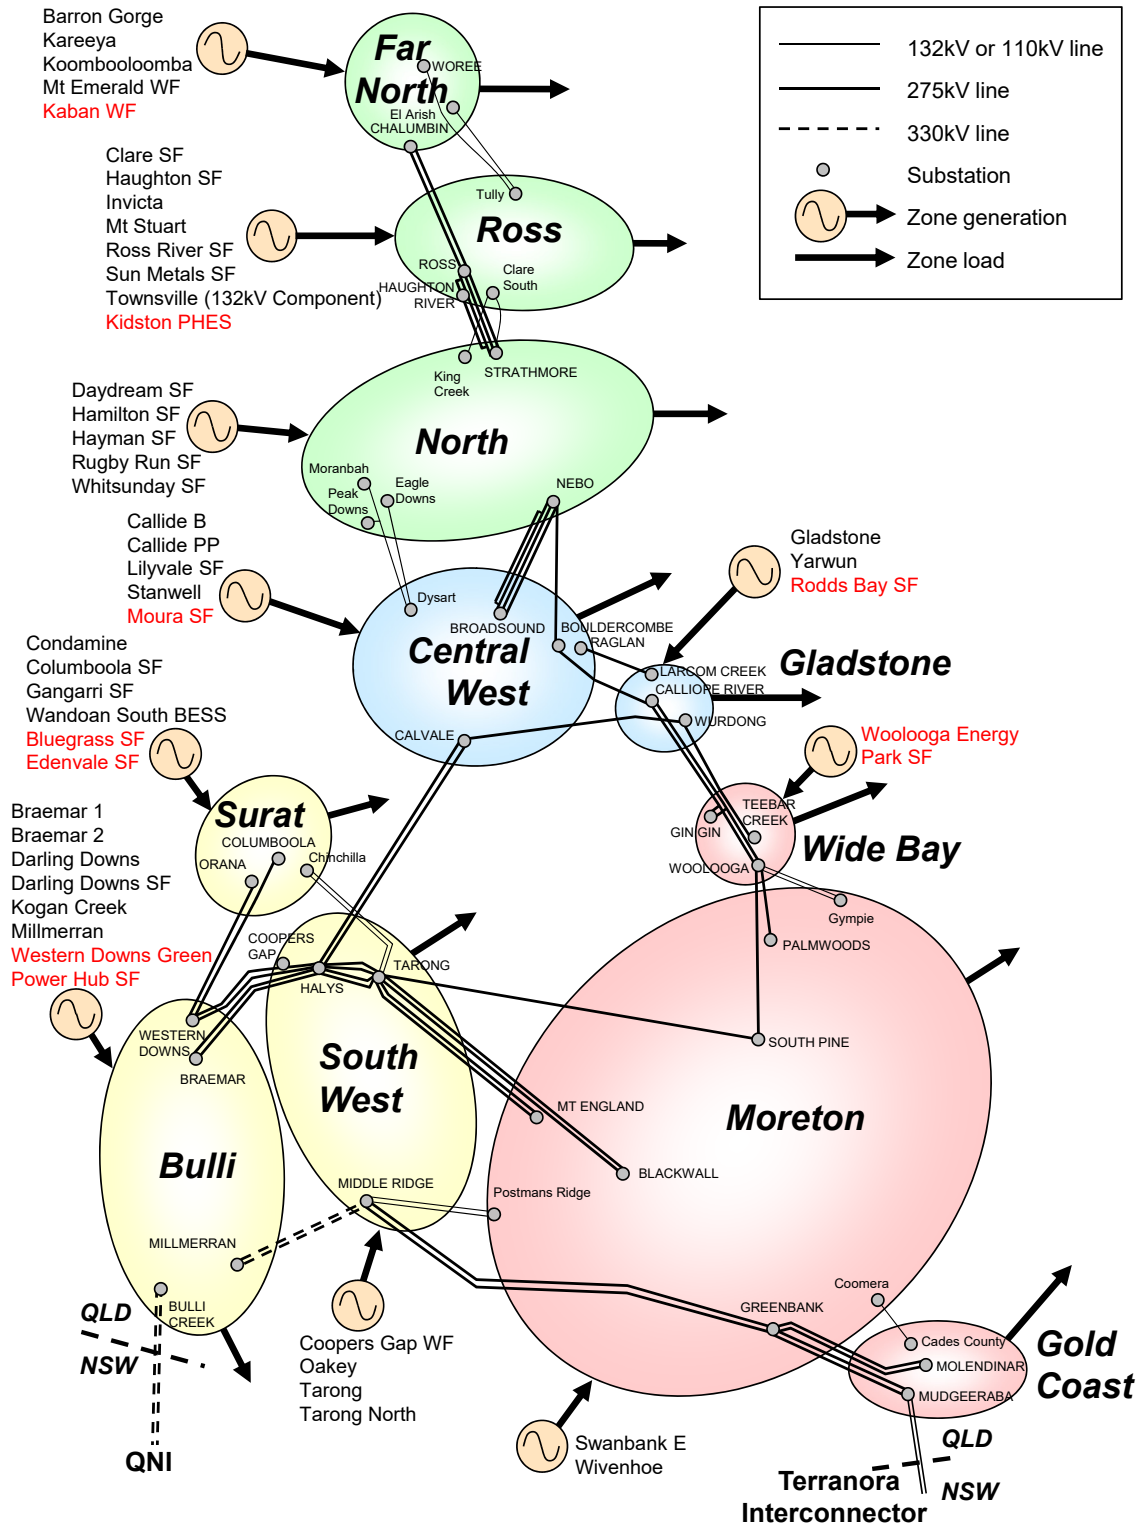 Barron Gorge
Kareeya
Koombooloomba
Mt Emerald WF
Kaban WF
Far
North
WOREE
El Arish
CHALUMBIN
132kV or 110kV line
275kV line
330kV line
Substation
Zone generation
Zone load
Clare SF
Haughton SF
Invicta
Mt Stuart
Ross River SF
Sun Metals SF
Townsville (132kV Component)
Kidston PHES
Tully
Ross
ROSS
HAUGHTON
RIVER
Clare
South
King
Creek
STRATHMORE
Daydream SF
Hamilton SF
Hayman SF
Rugby Run SF
Whitsunday SF
North
Moranbah
Eagle
Downs
Peak
Downs
NEBO
Callide B
Callide PP
Lilyvale SF
Stanwell
Moura SF
Dysart
BROADSOUND
Central
West
BOULDERCOMBE
RAGLAN
CALVALE
Gladstone
Yarwun
Rodds Bay SF
Gladstone
LARCOM CREEK
CALLIOPE RIVER
WURDONG
Condamine
Columboola SF
Gangarri SF
Wandoan South BESS
Bluegrass SF
Edenvale SF
Surat
COLUMBOOLA
ORANA
Chinchilla
Woolooga Energy
Park SF
TEEBAR
CREEK
GIN GIN
WOOLOOGA
Wide Bay
Gympie
PALMWOODS
Braemar 1
Braemar 2
Darling Downs
Darling Downs SF
Kogan Creek
Millmerran
Western Downs Green
Power Hub SF
COOPERS
GAP
HALYS
TARONG
WESTERN
DOWNS
BRAEMAR
South
West
SOUTH PINE
MT ENGLAND
Moreton
BLACKWALL
Bulli
MIDDLE RIDGE
Postmans Ridge
MILLMERRAN
BULLI
CREEK
QLD
NSW
QNI
Coopers Gap WF
Oakey
Tarong
Tarong North
Coomera
GREENBANK
Cades County
MOLENDINAR
MUDGEERABA
Gold
Coast
Swanbank E
Wivenhoe
QLD
NSW
Terranora
Interconnector